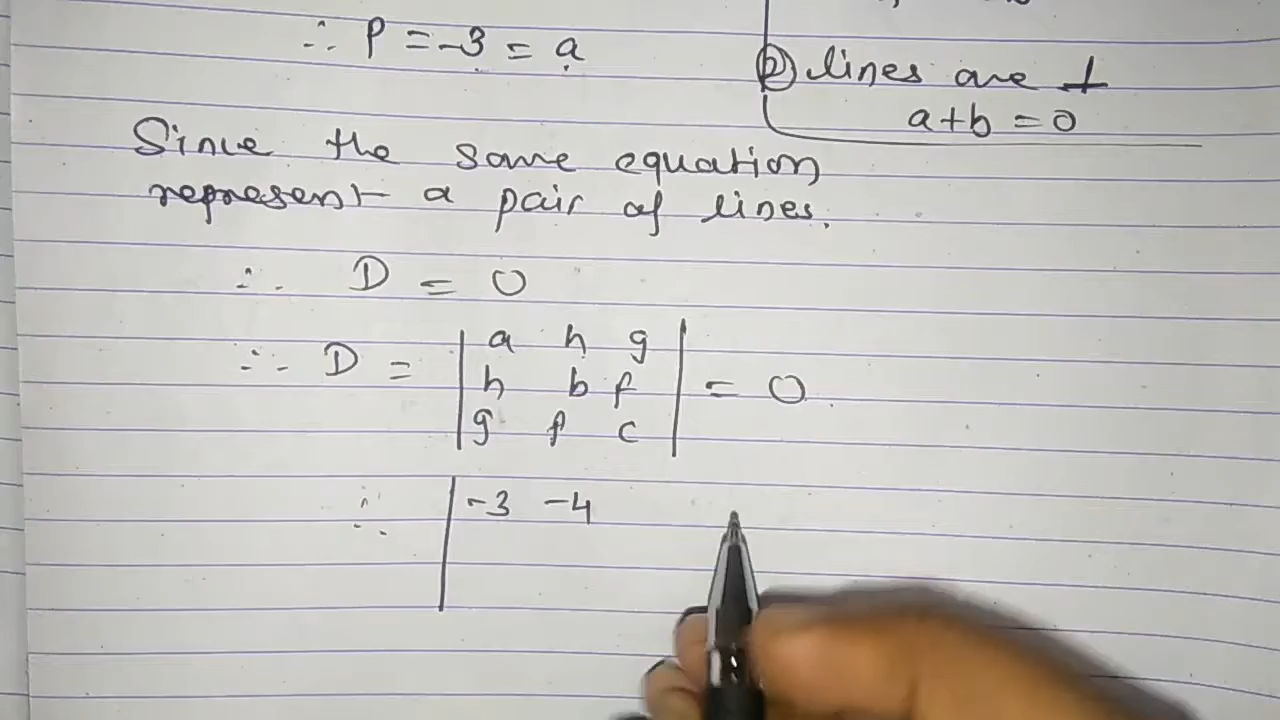 ∴ P = -3 = a
② lines are ⊥
a+b = 0
Since the same equation
represent a pair of lines.
∴ D = 0
∴ D = | a h g |
| h b f | = 0
| g f c |
∴ | -3 -4